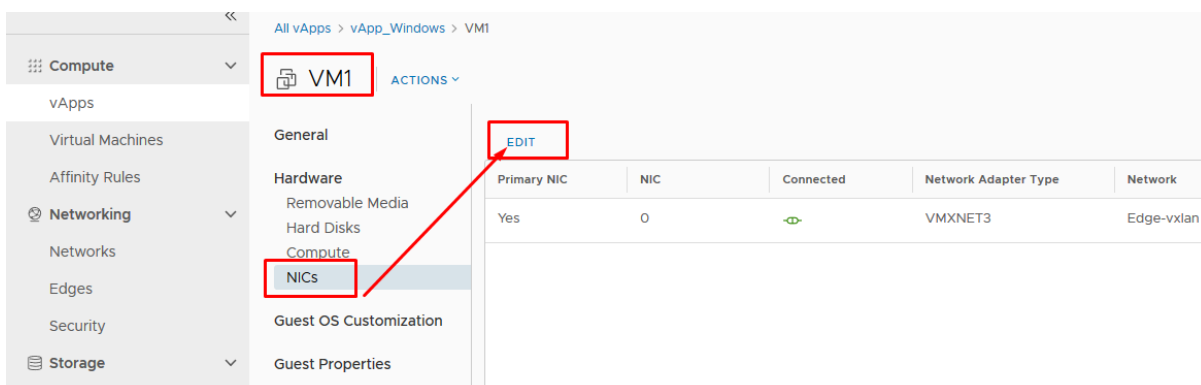 «
All vApps > vApp_Windows > VM1
Compute
vApps
Virtual Machines
Affinity Rules
Networking
Networks
Edges
Security
Storage
VM1
ACTIONS
General
Hardware
Removable Media
Hard Disks
Compute
NICs
Guest OS Customization
Guest Properties
EDIT
Primary NIC NIC Connected Network Adapter Type Network
Yes 0 VMXNET3 Edge-vxlan